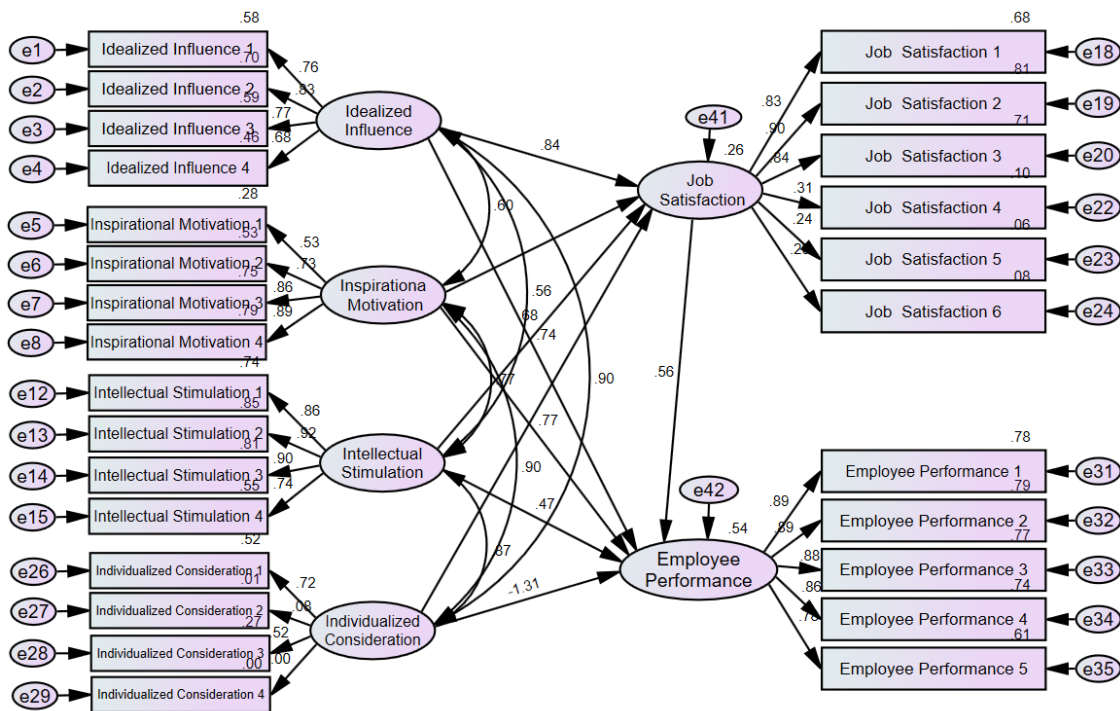 .58
e1
Idealized Influence 1
.70
e2
Idealized Influence 2
.59
e3
Idealized Influence 3
.46
e4
Idealized Influence 4
.76
.83
.77
.68
Idealized
Influence
.28
e5
Inspirational Motivation 1
.53
e6
Inspirational Motivation 2
.75
e7
Inspirational Motivation 3
.79
e8
Inspirational Motivation 4
.53
.73
.86
.89
Inspirationa
Motivation
.74
e12
Intellectual Stimulation 1
.85
e13
Intellectual Stimulation 2
.81
e14
Intellectual Stimulation 3
.55
e15
Intellectual Stimulation 4
.86
.92
.90
.74
Intellectual
Stimulation
.52
e26
Individualized Consideration 1
.01
e27
Individualized Consideration 2
.27
e28
Individualized Consideration 3
.00
e29
Individualized Consideration 4
.72
.08
.52
.00
Individualized
Consideration
.84
.60
.56
.68
.74
.77
.90
.77
.90
.47
.87
-1.31
.56
e41
.26
Job
Satisfaction
e42
.54
Employee
Performance
.83
.90
.84
.31
.24
.68
Job Satisfaction 1
e18
.81
Job Satisfaction 2
e19
.71
Job Satisfaction 3
e20
.10
Job Satisfaction 4
e22
.06
Job Satisfaction 5
e23
.08
Job Satisfaction 6
e24
.89
.89
.88
.86
.78
.78
Employee Performance 1
e31
.79
Employee Performance 2
e32
.77
Employee Performance 3
e33
.74
Employee Performance 4
e34
.61
Employee Performance 5
e35